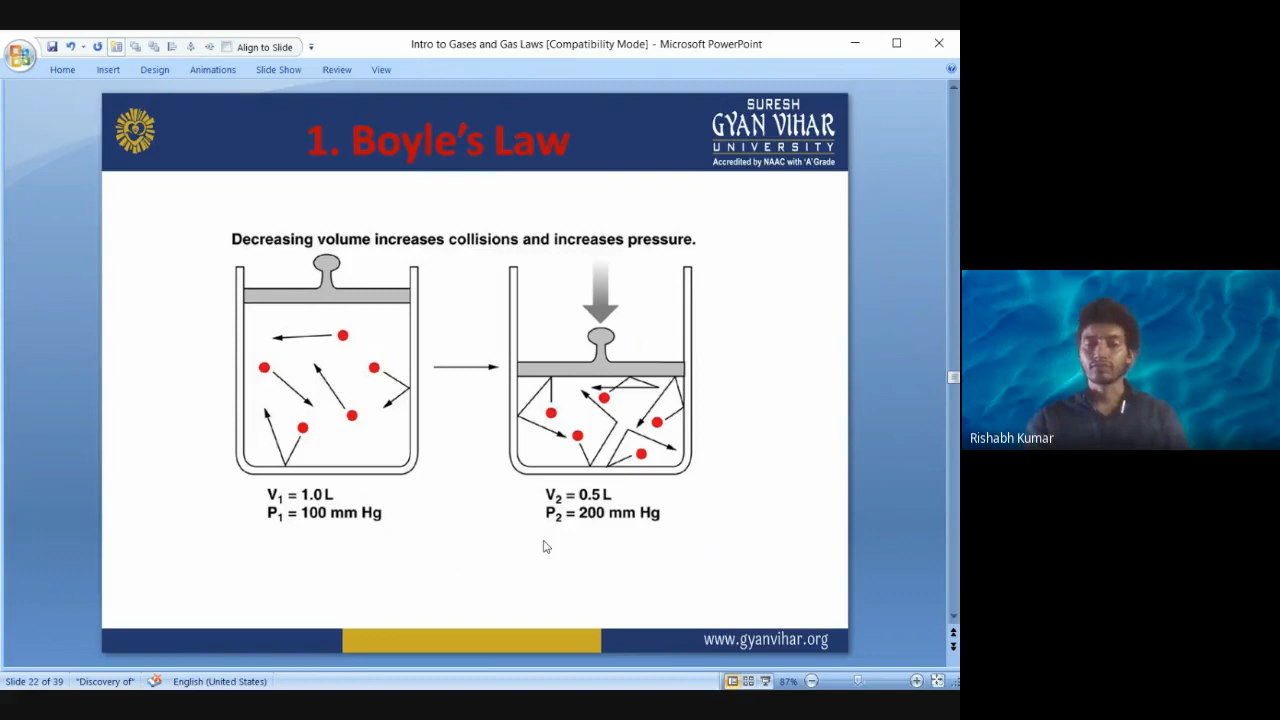 Align to Slide
Intro to Gases and Gas Laws [Compatibility Mode] - Microsoft PowerPoint
Home Insert Design Animations Slide Show Review View
SURESH
GYAN VIHAR
UNIVERSITY
Accredited by NAAC with 'A' Grade
1. Boyle's Law
Decreasing volume increases collisions and increases pressure.
V₁ = 1.0 L
P₁ = 100 mm Hg
V₂ = 0.5 L
P₂ = 200 mm Hg
Rishabh Kumar
www.gyanvihar.org
Slide 22 of 39 "Discovery of" English (United States) 87%